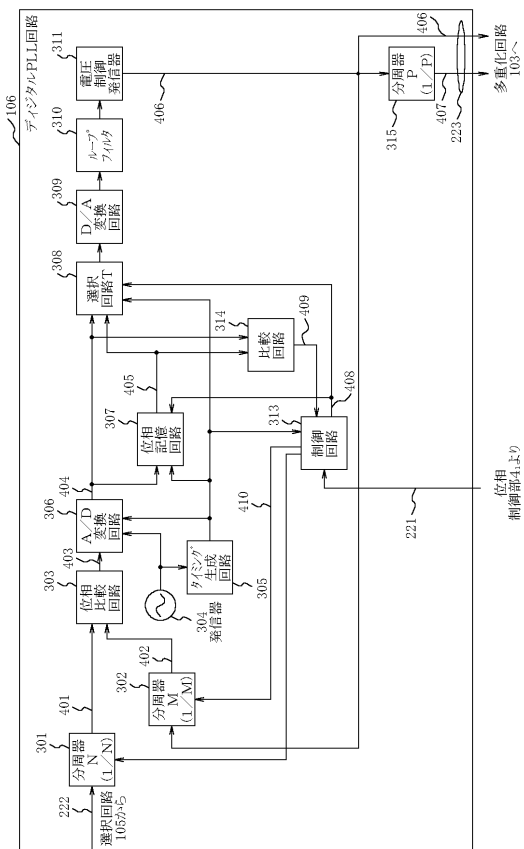 106
ディジタルPLL回路
222
選択回路
105から
301
分周器
N
(1/N)
401
302
分周器
M
(1/M)
402
303
位相
比較
回路
403
304
発信器
305
タイミング
生成
回路
306
A/D
変換
回路
404
307
位相
記憶
回路
405
308
選択
回路T
309
D/A
変換
回路
310
ループ
フィルタ
311
電圧
制御
発信器
406
314
比較
回路
409
313
制御
回路
408
410
221
位相
制御部4₁より
315
分周器
P
(1/P)
406
407
223
多重化回路
103へ